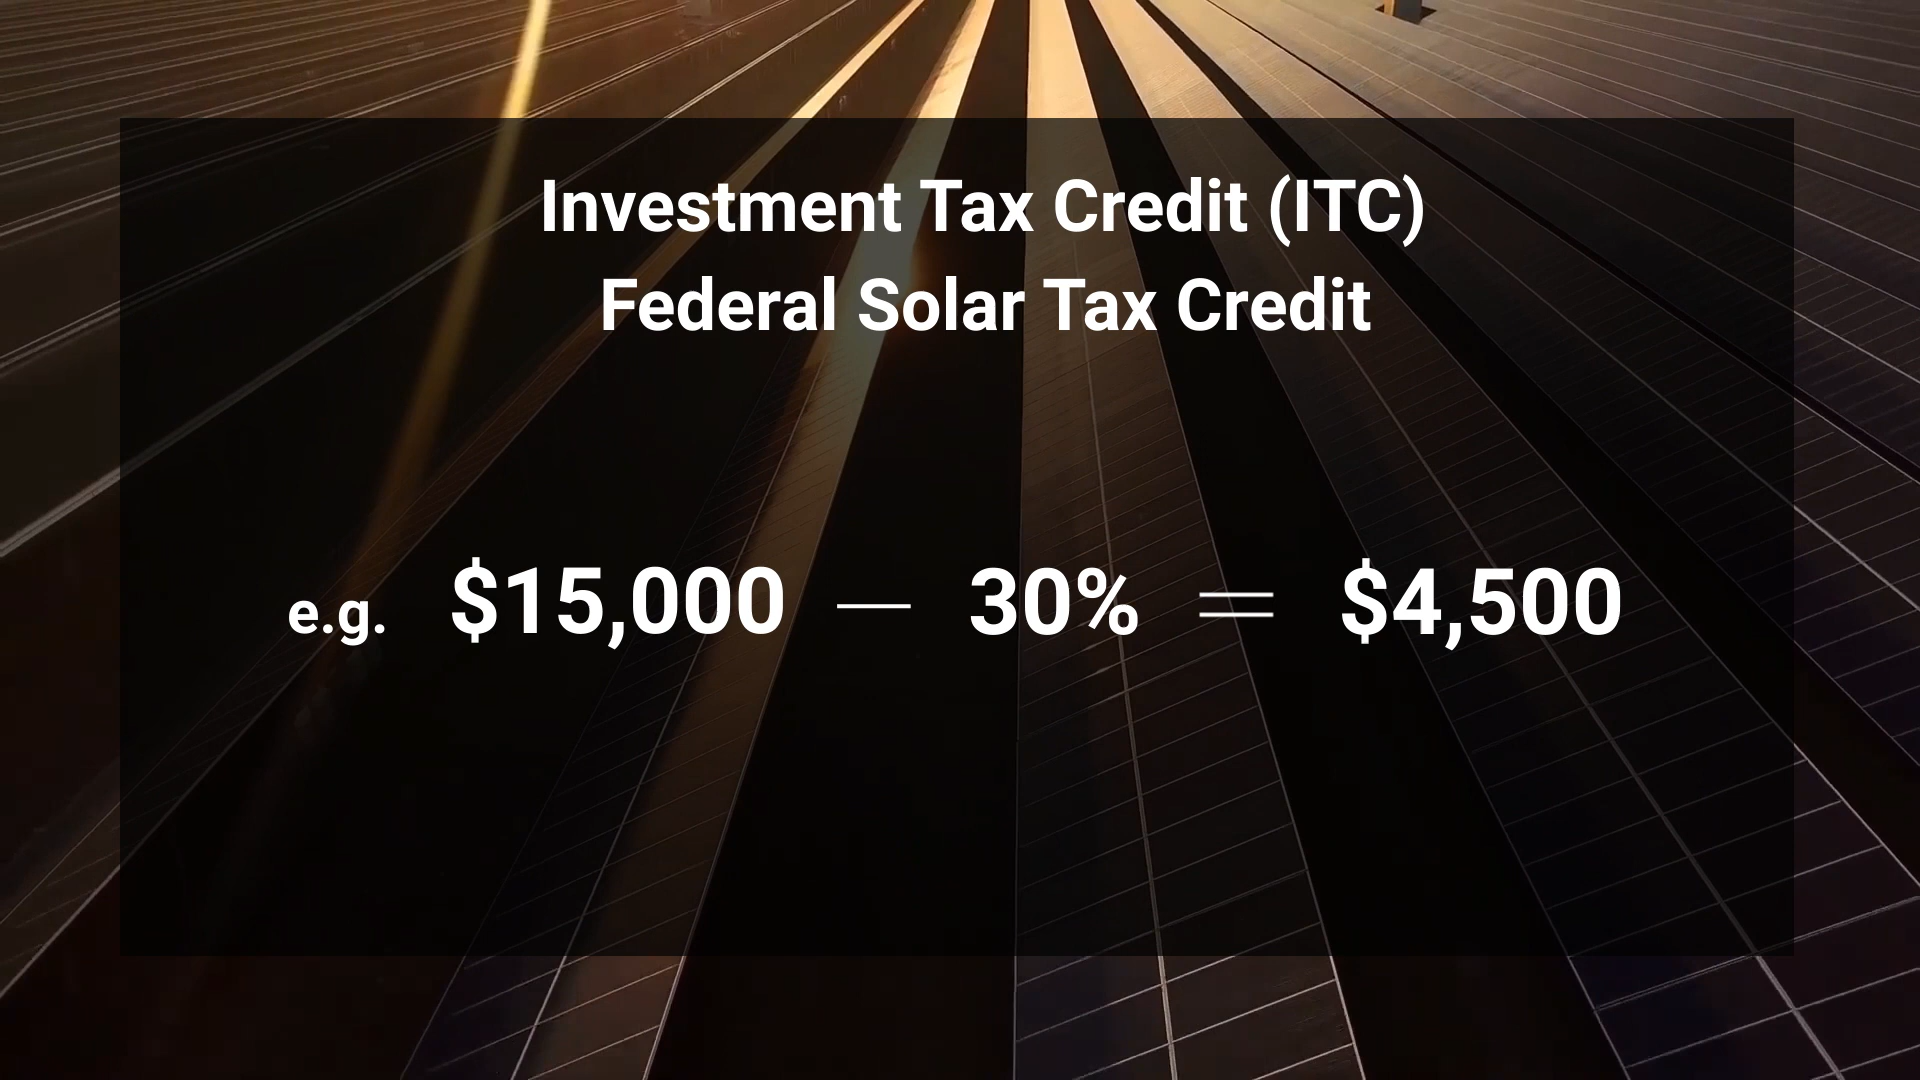 Investment Tax Credit (ITC)
Federal Solar Tax Credit
e.g. $15,000 — 30% = $4,500